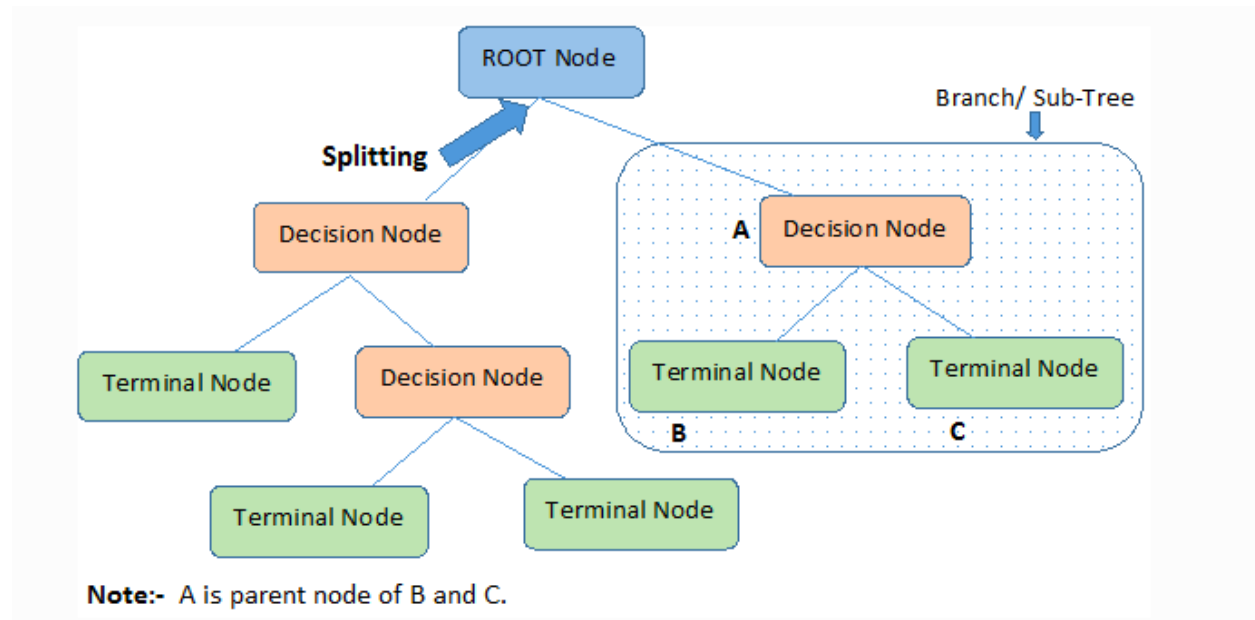 ROOT Node
Branch/ Sub-Tree
Splitting
Decision Node
A
Decision Node
Terminal Node
Decision Node
Terminal Node
Terminal Node
B
C
Terminal Node
Terminal Node
Note:- A is parent node of B and C.